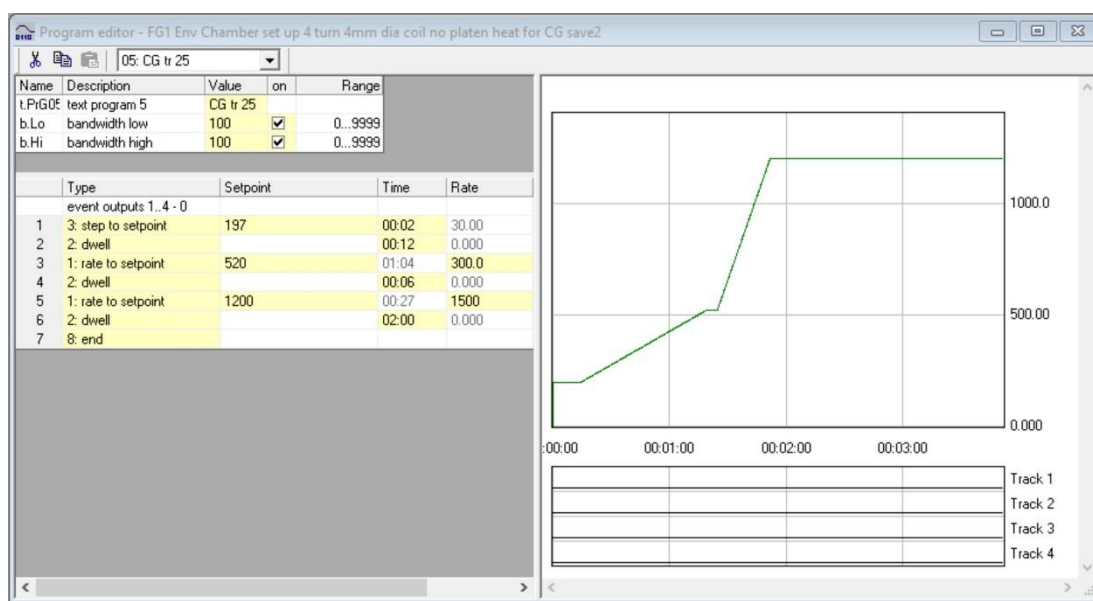 Program editor - FG1 Env Chamber set up 4 turn 4mm dia coil no platen heat for CG save2
05: CG tr 25
Name Description Value on Range
t.PrG05 text program 5 CG tr 25
b.Lo bandwidth low 100 0...9999
b.Hi bandwidth high 100 0...9999
Type Setpoint Time Rate
event outputs 1..4 - 0
1 3: step to setpoint 197 00:02 30.00
2 2: dwell 00:12 0.000
3 1: rate to setpoint 520 01:04 300.0
4 2: dwell 00:06 0.000
5 1: rate to setpoint 1200 00:27 1500
6 2: dwell 02:00 0.000
7 8: end
1000.0
500.00
0.000
:00:00 00:01:00 00:02:00 00:03:00
Track 1
Track 2
Track 3
Track 4